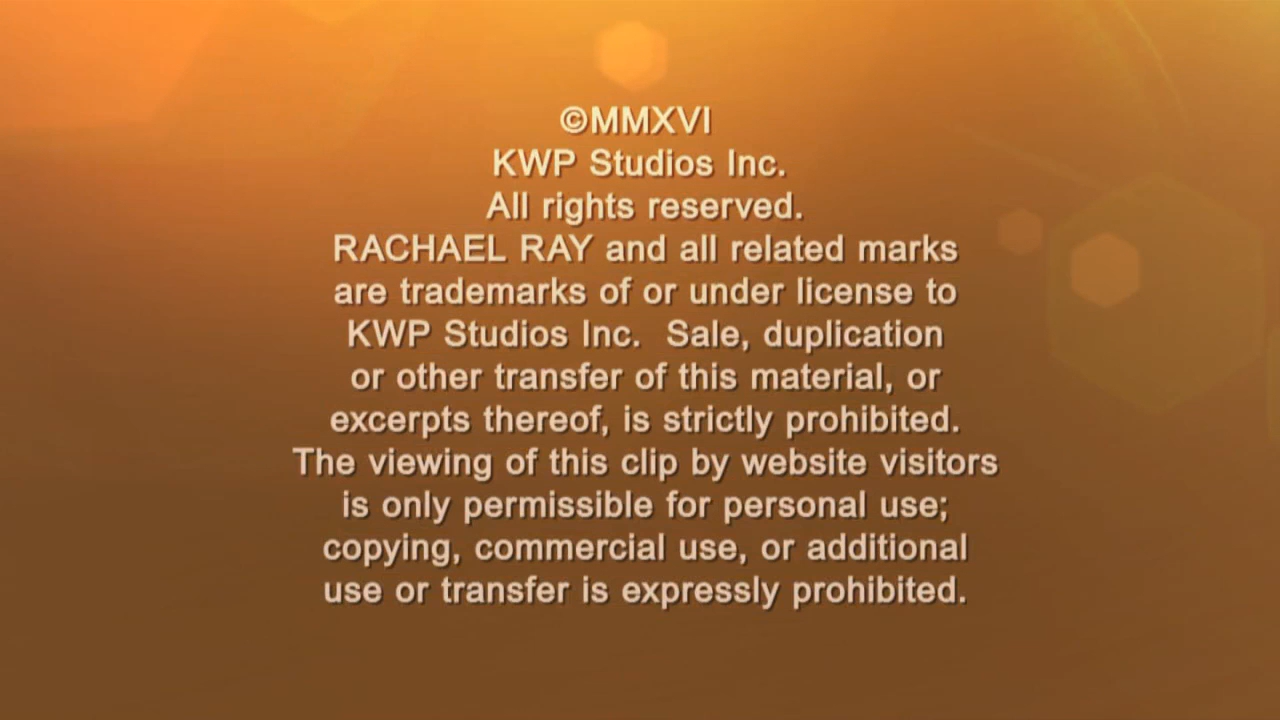 ©MMXVI
KWP Studios Inc.
All rights reserved.
RACHAEL RAY and all related marks
are trademarks of or under license to
KWP Studios Inc.  Sale, duplication
or other transfer of this material, or
excerpts thereof, is strictly prohibited.
The viewing of this clip by website visitors
is only permissible for personal use;
copying, commercial use, or additional
use or transfer is expressly prohibited.